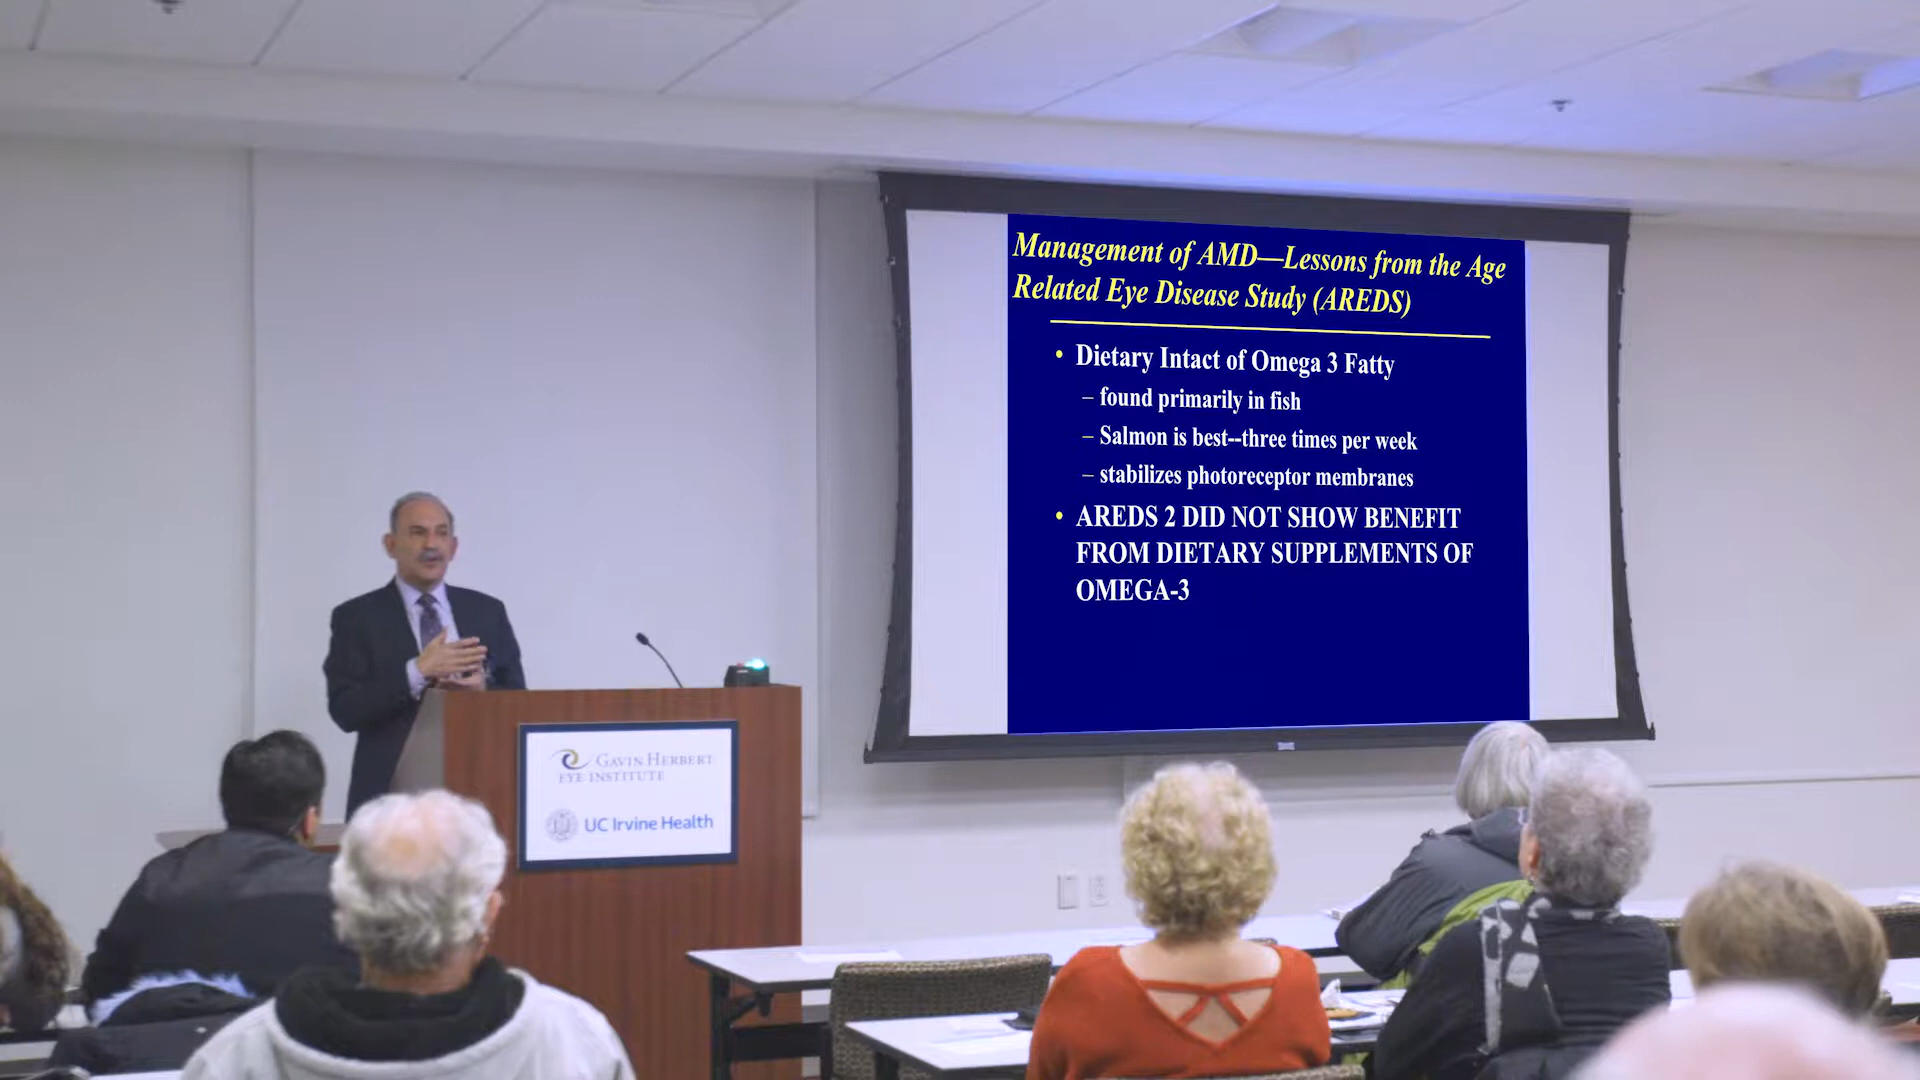 Management of AMD—Lessons from the Age
Related Eye Disease Study (AREDS)
• Dietary Intact of Omega 3 Fatty
– found primarily in fish
– Salmon is best--three times per week
– stabilizes photoreceptor membranes
• AREDS 2 DID NOT SHOW BENEFIT
FROM DIETARY SUPPLEMENTS OF
OMEGA-3
GAVIN HERBERT
EYE INSTITUTE
UC Irvine Health